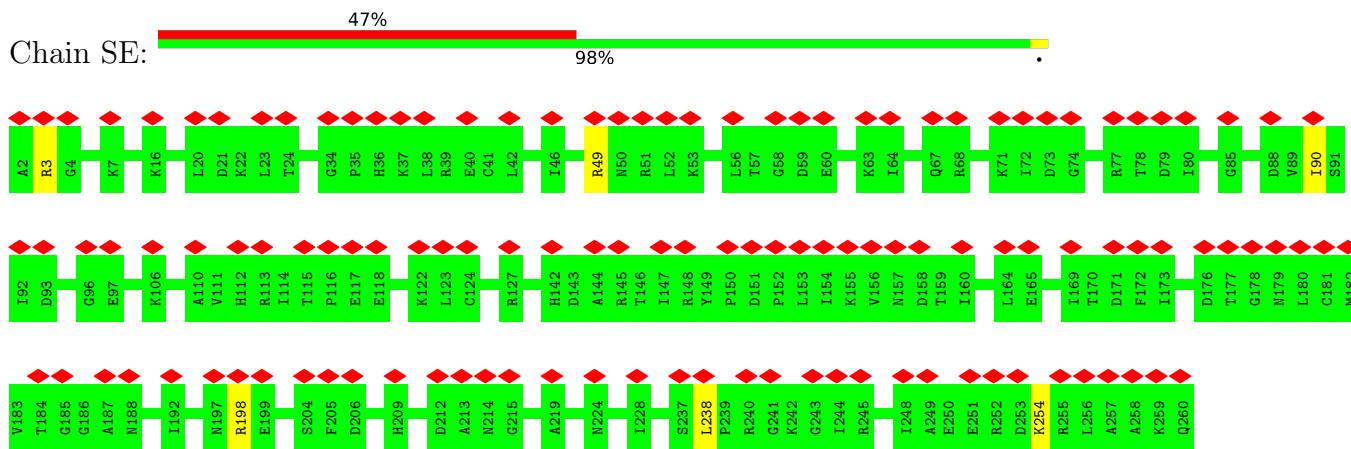 47%
Chain SE:
98% .
A2 R3 G4 K7 K16 L20 D21 K22 L23 T24 G34 P35 H36 K37 L38 R39 E40 C41 L42 I46 R49 N50 R51 L52 K53 L56 T57 G58 D59 E60 K63 I64 Q67 R68 K71 I72 D73 G74 R77 T78 D79 I80 G85 D88 V89 I90 S91
I92 D93 G96 E97 K106 A110 V111 H112 R113 I114 T115 P116 E117 E118 K122 L123 C124 R127 H142 D143 A144 R145 T146 I147 R148 Y149 P150 D151 P152 L153 I154 K155 V156 N157 D158 T159 I160 L164 E165 I169 T170 D171 F172 I173 D176 T177 G178 N179 L180 C181 M182
V183 T184 G185 G186 A187 N188 I192 N197 R198 E199 S204 F205 D206 H209 D212 A213 N214 G215 A219 N224 I228 S237 L238 P239 R240 G241 K242 G243 I244 R245 I248 A249 E250 E251 R252 D253 K254 R255 L256 A257 A258 K259 Q260